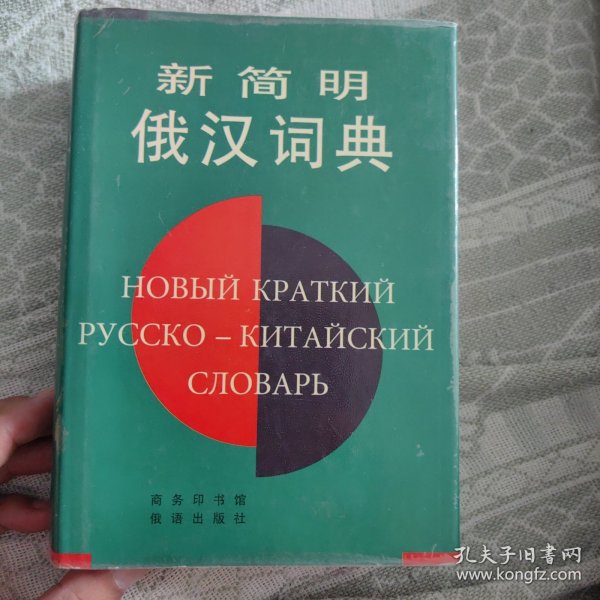 新简明
俄汉词典
НОВЫЙ КРАТКИЙ
РУССКО – КИТАЙСКИЙ
СЛОВАРЬ
商务印书馆
俄语出版社
孔夫子旧书网
www.kongfz.com